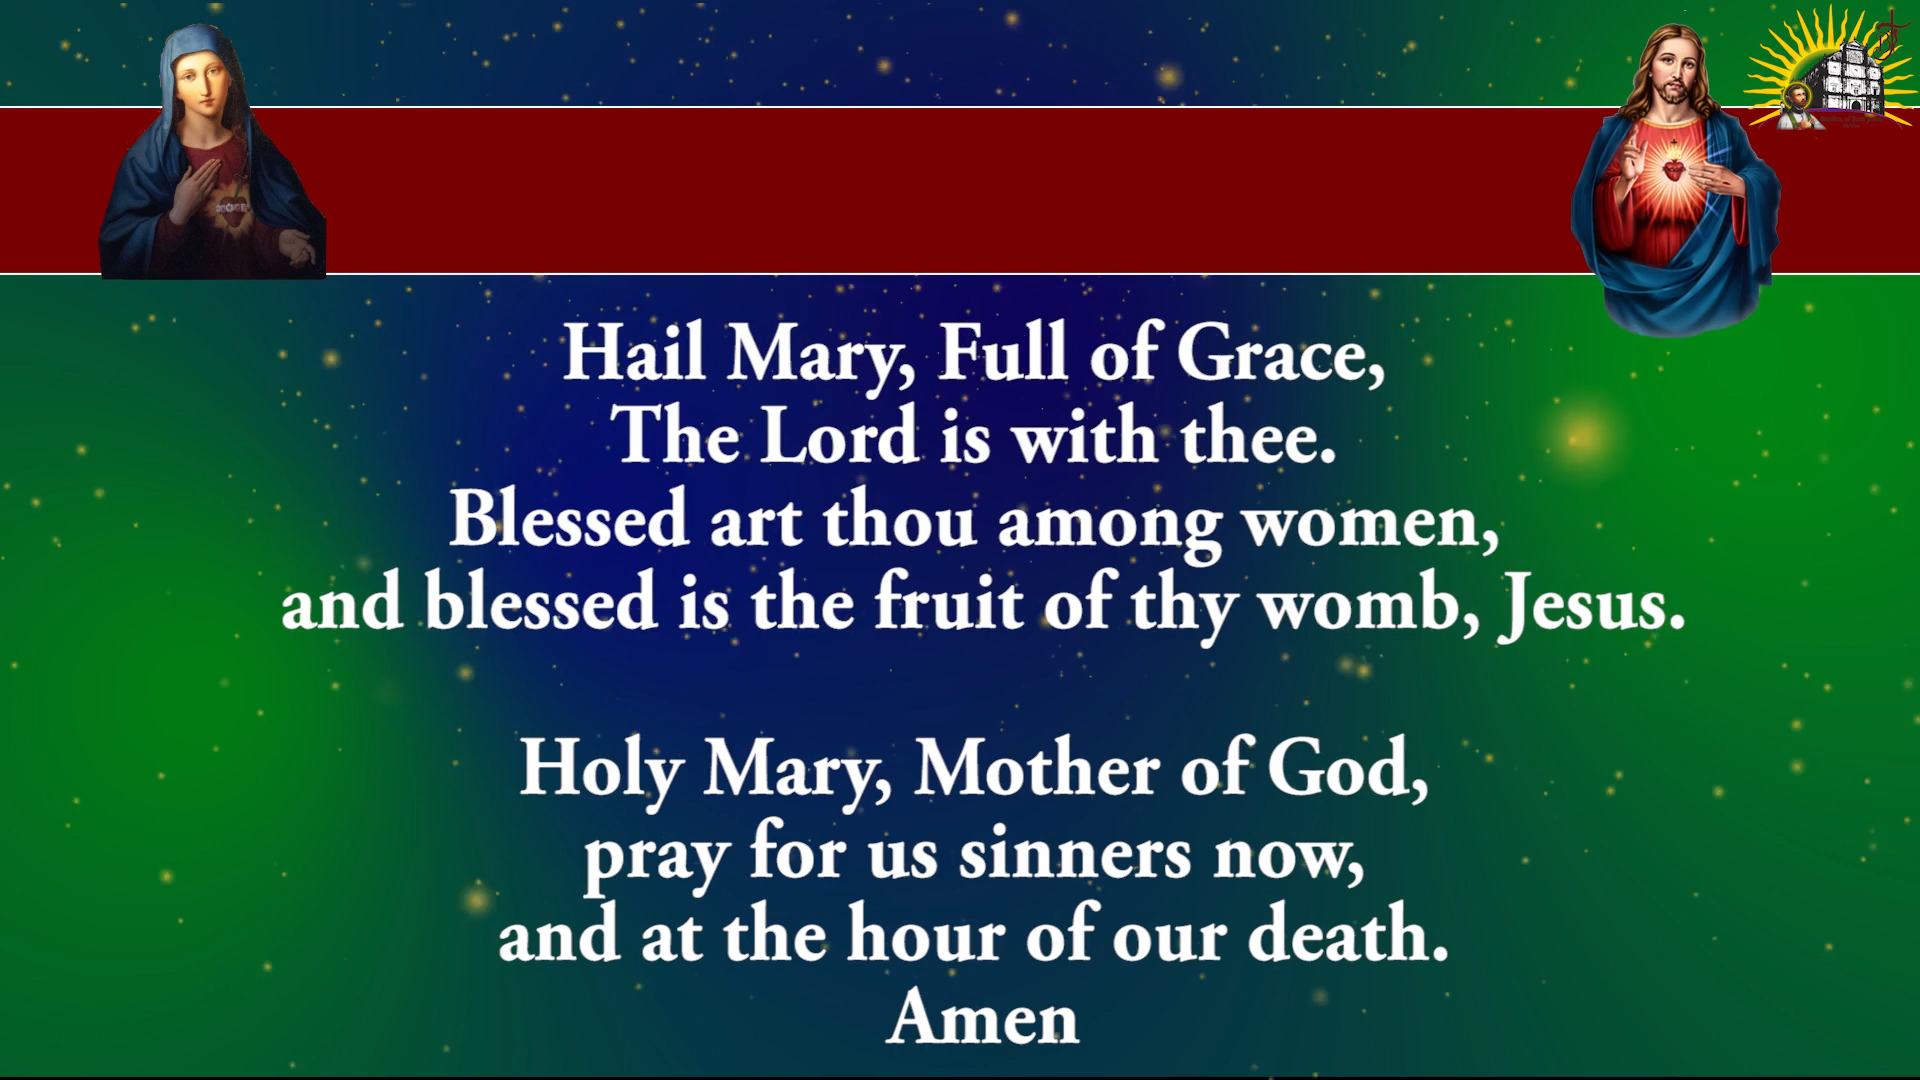 Hail Mary, Full of Grace,
The Lord is with thee.
Blessed art thou among women,
and blessed is the fruit of thy womb, Jesus.
Holy Mary, Mother of God,
pray for us sinners now,
and at the hour of our death.
Amen